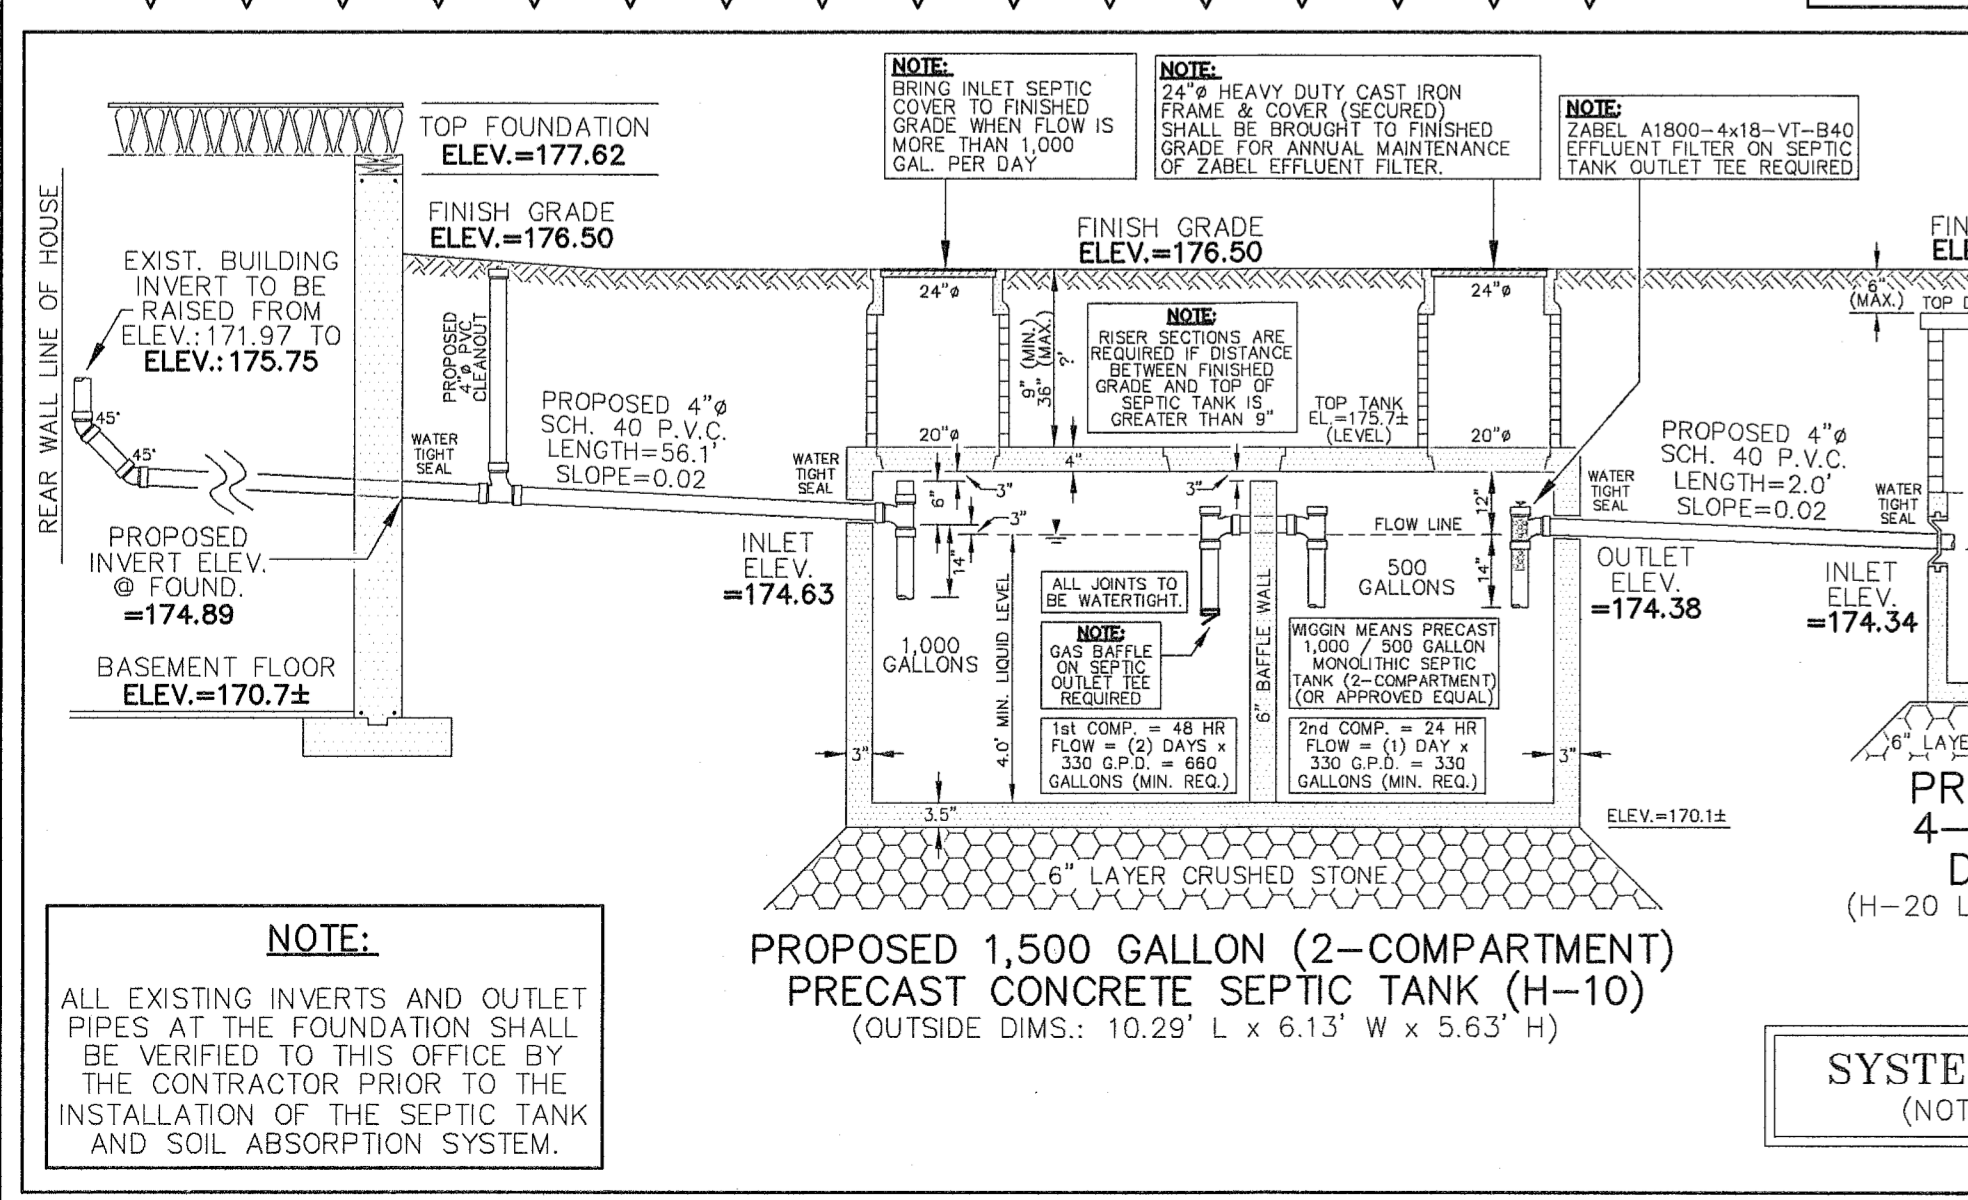 NOTE:
BRING INLET SEPTIC
COVER TO FINISHED
GRADE WHEN FLOW IS
MORE THAN 1,000
GAL. PER DAY
NOTE:
24"ø HEAVY DUTY CAST IRON
FRAME & COVER (SECURED)
SHALL BE BROUGHT TO FINISHED
GRADE FOR ANNUAL MAINTENANCE
OF ZABEL EFFLUENT FILTER.
NOTE:
ZABEL A1800-4x18-VT-B40
EFFLUENT FILTER ON SEPTIC
TANK OUTLET TEE REQUIRED
TOP FOUNDATION
ELEV.=177.62
FINISH GRADE
ELEV.=176.50
FINISH GRADE
ELEV.=176.50
FIN
ELE
REAR WALL LINE OF HOUSE
EXIST. BUILDING
INVERT TO BE
RAISED FROM
ELEV.:171.97 TO
ELEV.:175.75
45°
45°
PROPOSED
4"ø PVC
CLEANOUT
WATER
TIGHT
SEAL
PROPOSED 4"ø
SCH. 40 P.V.C.
LENGTH=56.1'
SLOPE=0.02
WATER
TIGHT
SEAL
24"ø
20"ø
9" (MIN.)
36" (MAX.)
?'
NOTE:
RISER SECTIONS ARE
REQUIRED IF DISTANCE
BETWEEN FINISHED
GRADE AND TOP OF
SEPTIC TANK IS
GREATER THAN 9"
TOP TANK
EL.=175.7±
(LEVEL)
24"ø
20"ø
6"
(MAX.)
TOP D
PROPOSED 4"ø
SCH. 40 P.V.C.
LENGTH=2.0'
SLOPE=0.02
WATER
TIGHT
SEAL
WATER
TIGHT
SEAL
4"
3"
6"
3"
14"
3"
12"
14"
FLOW LINE
PROPOSED
INVERT ELEV.
@ FOUND.
=174.89
BASEMENT FLOOR
ELEV.=170.7±
INLET
ELEV.
=174.63
1,000
GALLONS
4.0' MIN. LIQUID LEVEL
ALL JOINTS TO
BE WATERTIGHT.
NOTE:
GAS BAFFLE
ON SEPTIC
OUTLET TEE
REQUIRED
1st COMP. = 48 HR
FLOW = (2) DAYS x
330 G.P.D. = 660
GALLONS (MIN. REQ.)
6" BAFFLE WALL
500
GALLONS
WIGGIN MEANS PRECAST
1,000 / 500 GALLON
MONOLITHIC SEPTIC
TANK (2-COMPARTMENT)
(OR APPROVED EQUAL)
2nd COMP. = 24 HR
FLOW = (1) DAY x
330 G.P.D. = 330
GALLONS (MIN. REQ.)
OUTLET
ELEV.
=174.38
INLET
ELEV.
=174.34
3"
3"
3.5"
ELEV.=170.1±
6" LAYER CRUSHED STONE
6" LAYE
PR
4-
D
(H-20 L
PROPOSED 1,500 GALLON (2-COMPARTMENT)
PRECAST CONCRETE SEPTIC TANK (H-10)
(OUTSIDE DIMS.: 10.29' L x 6.13' W x 5.63' H)
NOTE:
ALL EXISTING INVERTS AND OUTLET
PIPES AT THE FOUNDATION SHALL
BE VERIFIED TO THIS OFFICE BY
THE CONTRACTOR PRIOR TO THE
INSTALLATION OF THE SEPTIC TANK
AND SOIL ABSORPTION SYSTEM.
SYSTE
(NOT